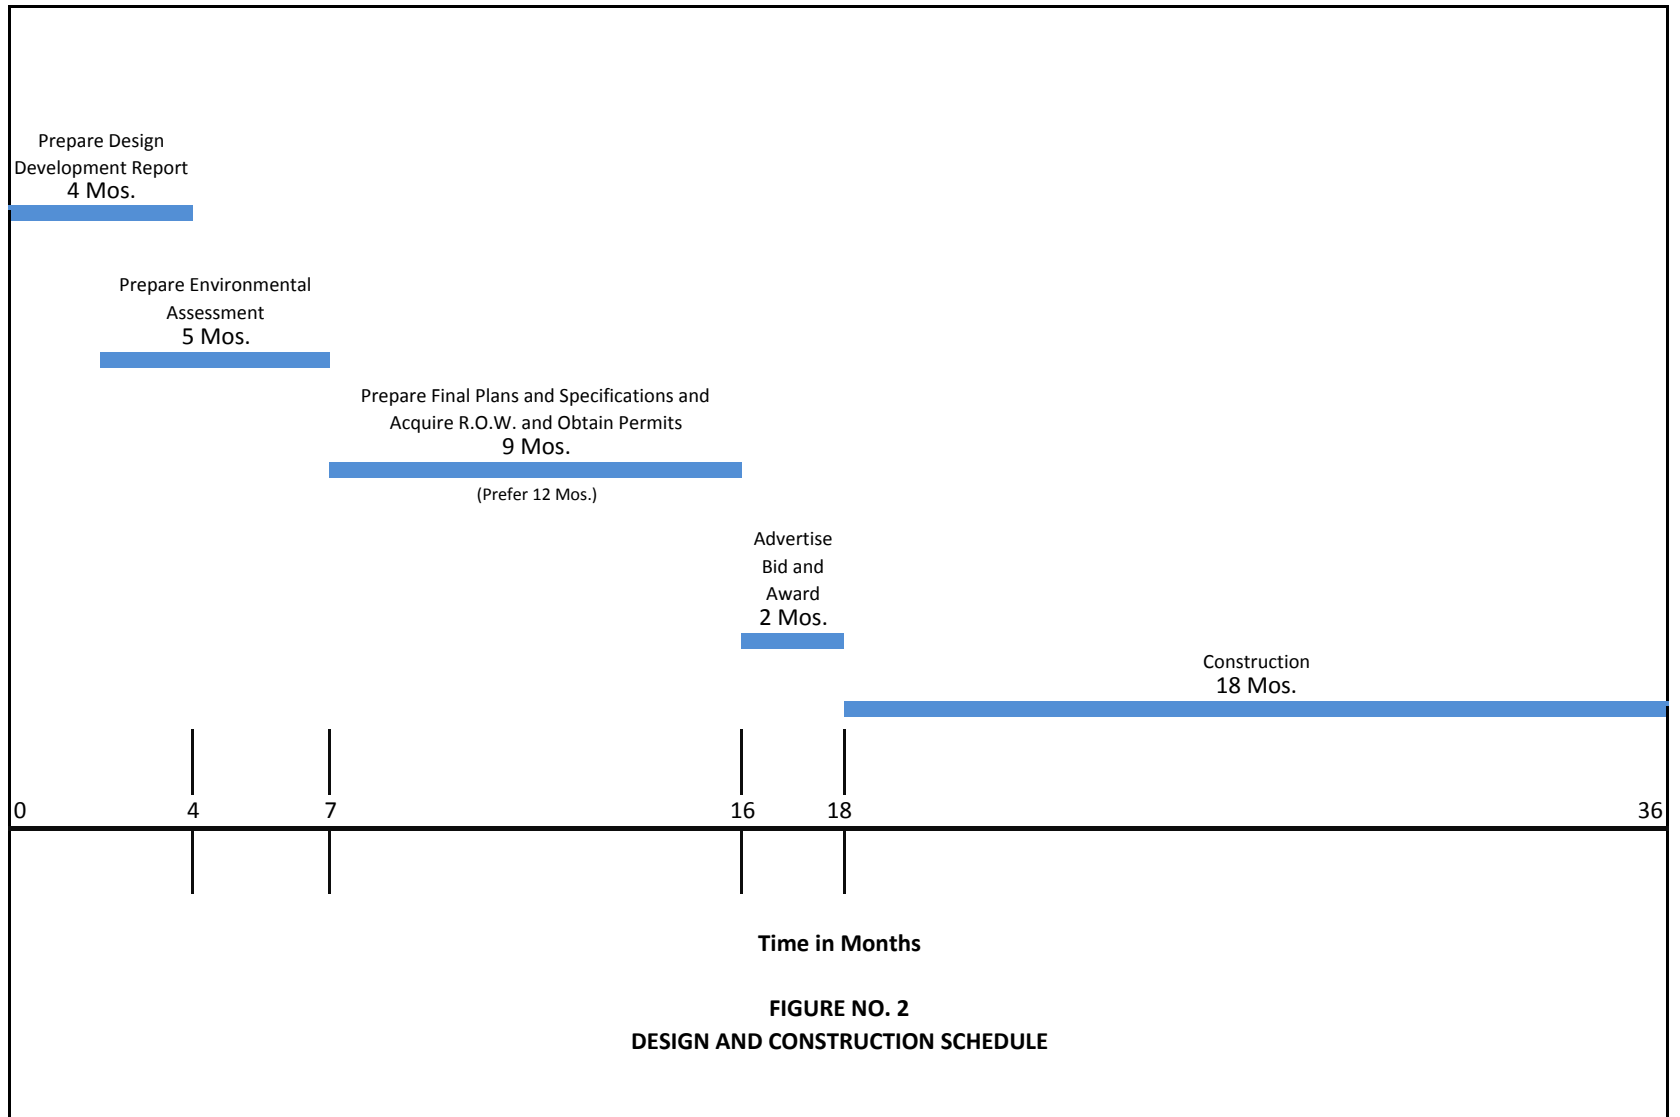 Prepare Design
Development Report
4 Mos.
Prepare Environmental
Assessment
5 Mos.
Prepare Final Plans and Specifications and
Acquire R.O.W. and Obtain Permits
9 Mos.
(Prefer 12 Mos.)
Advertise
Bid and
Award
2 Mos.
Construction
18 Mos.
0 4 7 16 18 36
Time in Months
FIGURE NO. 2
DESIGN AND CONSTRUCTION SCHEDULE